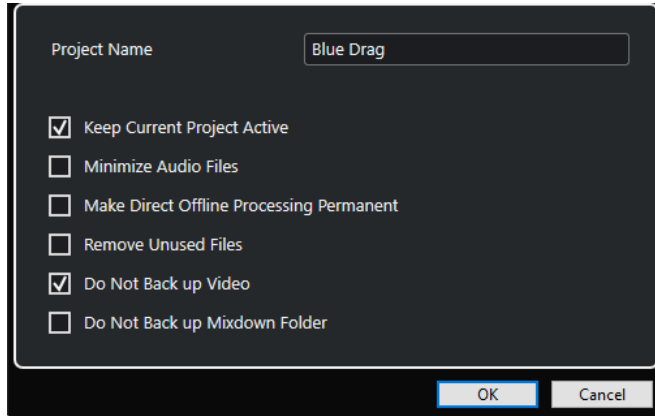 Project Name
Blue Drag
Keep Current Project Active
Minimize Audio Files
Make Direct Offline Processing Permanent
Remove Unused Files
Do Not Back up Video
Do Not Back up Mixdown Folder
OK
Cancel